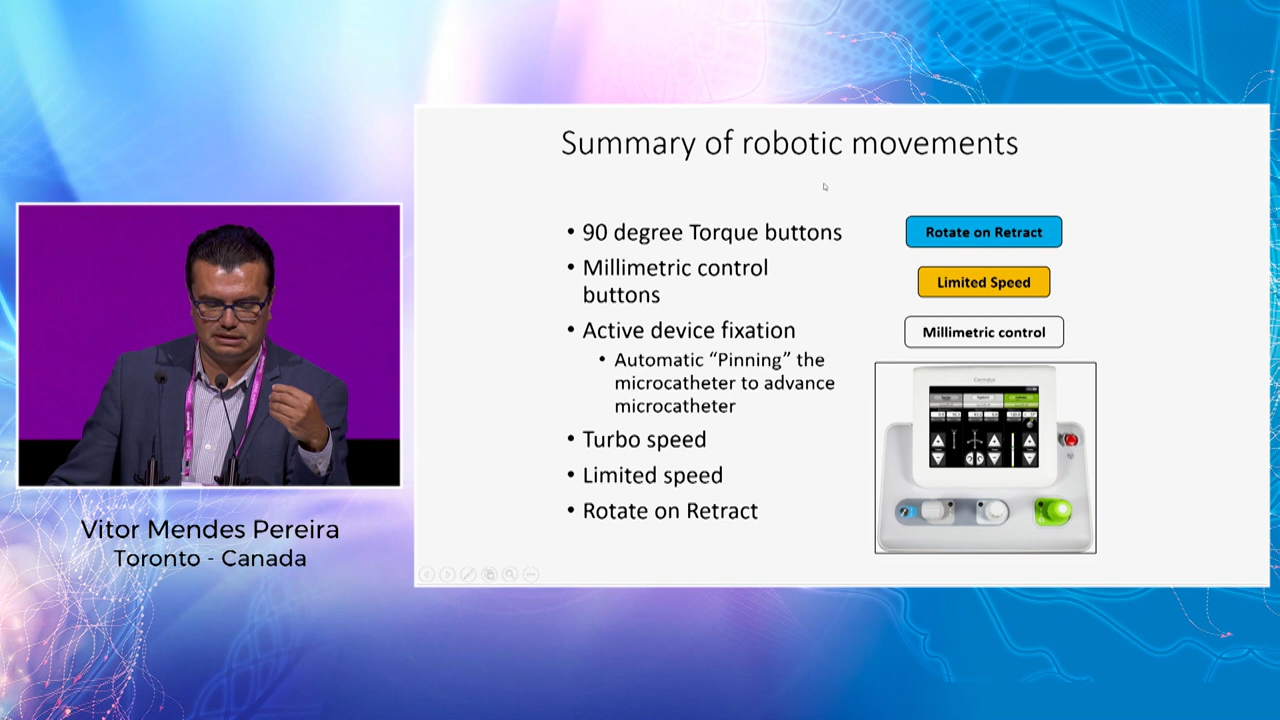 Summary of robotic movements
• 90 degree Torque buttons
• Millimetric control
buttons
• Active device fixation
• Automatic “Pinning” the
microcatheter to advance
microcatheter
• Turbo speed
• Limited speed
• Rotate on Retract
Rotate on Retract
Limited Speed
Millimetric control
Vitor Mendes Pereira
Toronto - Canada